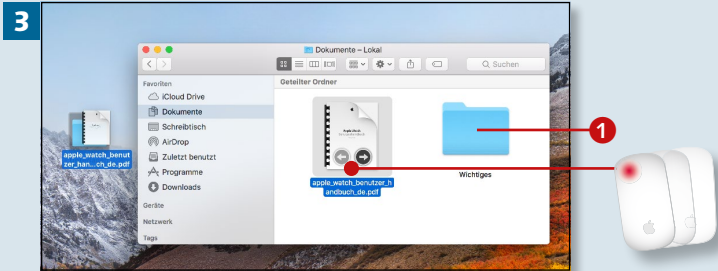 3
Dokumente – Lokal
Suchen
Favoriten
iCloud Drive
Dokumente
Schreibtisch
AirDrop
Zuletzt benutzt
Programme
Downloads
Geräte
Netzwerk
Tags
Geteilter Ordner
apple_watch_benutzer_h
andbuch_de.pdf
Wichtiges
1
apple_watch_benut
zer_han...ch_de.pdf